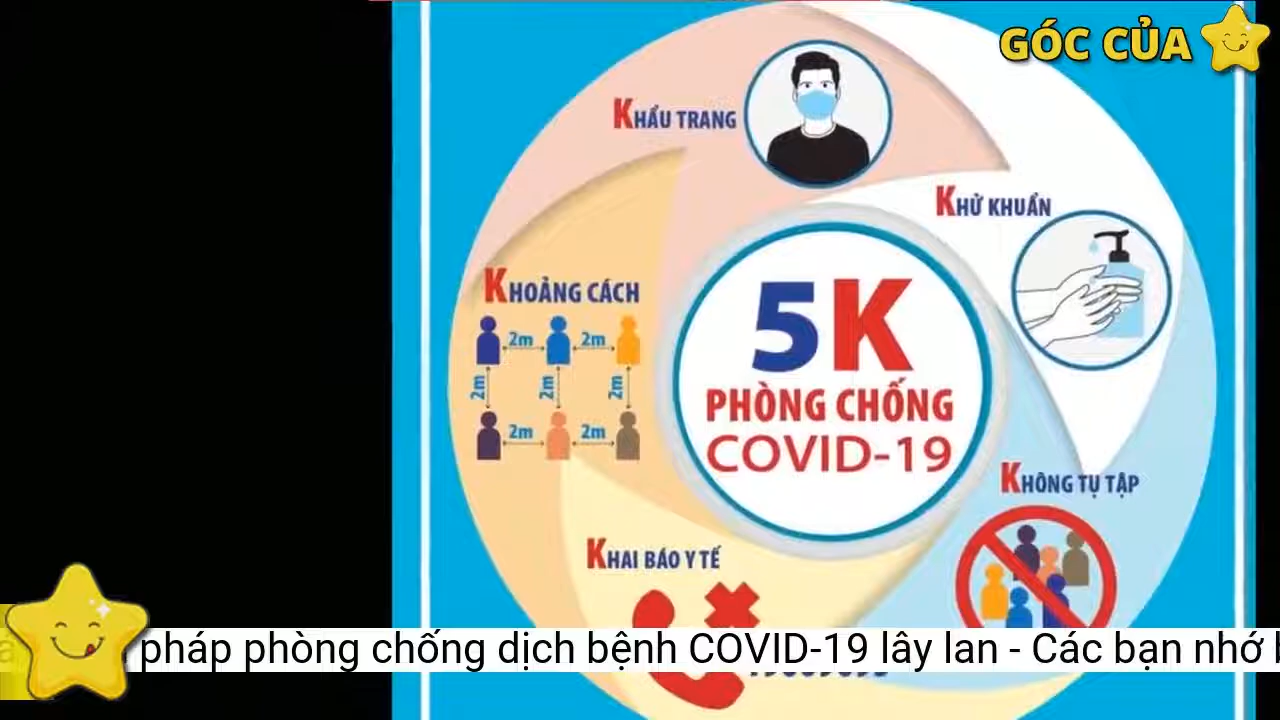 GÓC CỦA
KHẨU TRANG
KHỬ KHUẨN
KHOẢNG CÁCH
2m 2m
2m 2m 2m
2m 2m
5K
PHÒNG CHỐNG
COVID-19
KHÔNG TỤ TẬP
KHAI BÁO Y TẾ
pháp phòng chống dịch bệnh COVID-19 lây lan - Các bạn nhớ